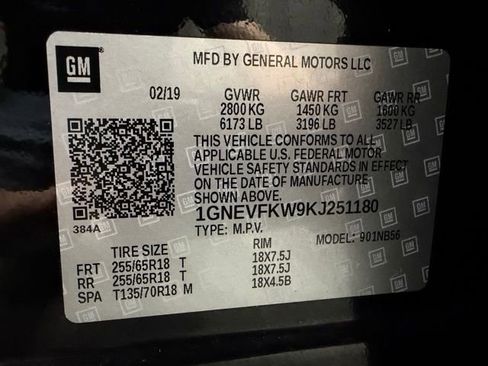 GM
MFD BY GENERAL MOTORS LLC
02/19 GVWR GAWR FRT GAWR RR
2800 KG 1450 KG 1600 KG
6173 LB 3196 LB 3527 LB
THIS VEHICLE CONFORMS TO ALL
APPLICABLE U.S. FEDERAL MOTOR
VEHICLE SAFETY STANDARDS IN EFFECT
ON THE DATE OF MANUFACTURE
SHOWN ABOVE.
1GNEVFKW9KJ251180
384A
TYPE: M.P.V. MODEL: 901NB56
TIRE SIZE RIM
FRT 255/65R18 T 18X7.5J
RR 255/65R18 T 18X7.5J
SPA T135/70R18 M 18X4.5B